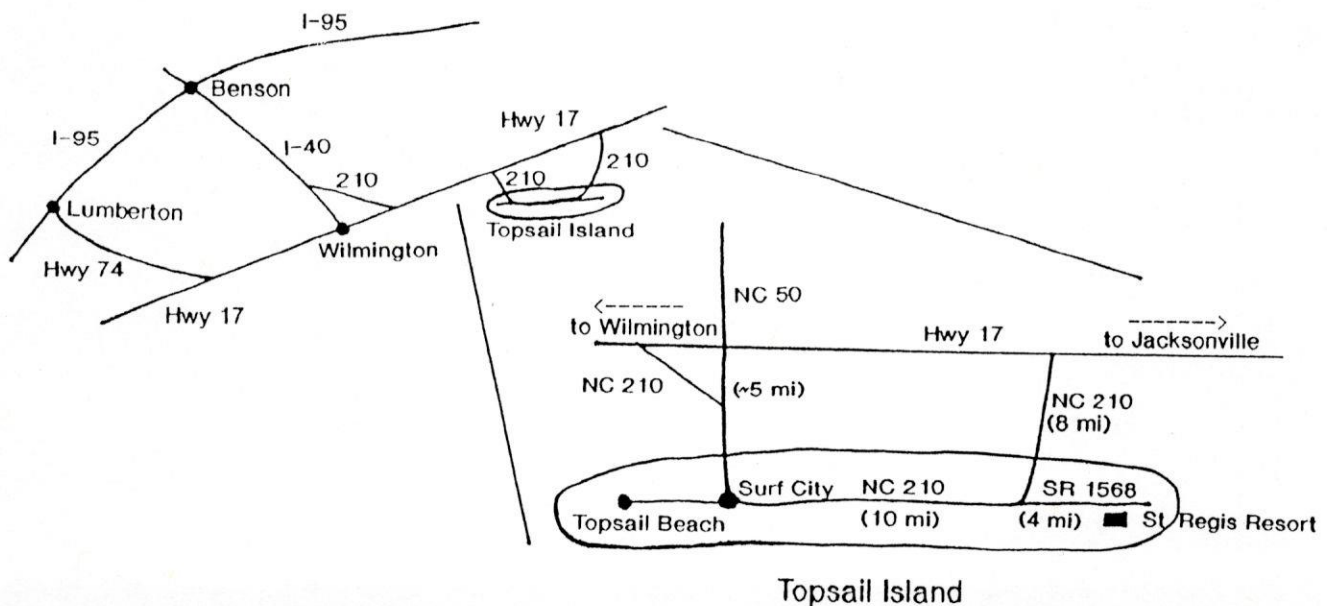 I-95
Benson
I-95
Hwy 17
I-40
210
210
210
Lumberton
Topsail Island
Wilmington
Hwy 74
Hwy 17
NC 50
to Wilmington
Hwy 17
to Jacksonville
NC 210
(~5 mi)
NC 210
(8 mi)
Surf City
NC 210
SR 1568
Topsail Beach
(10 mi)
(4 mi)
St. Regis Resort
Topsail Island